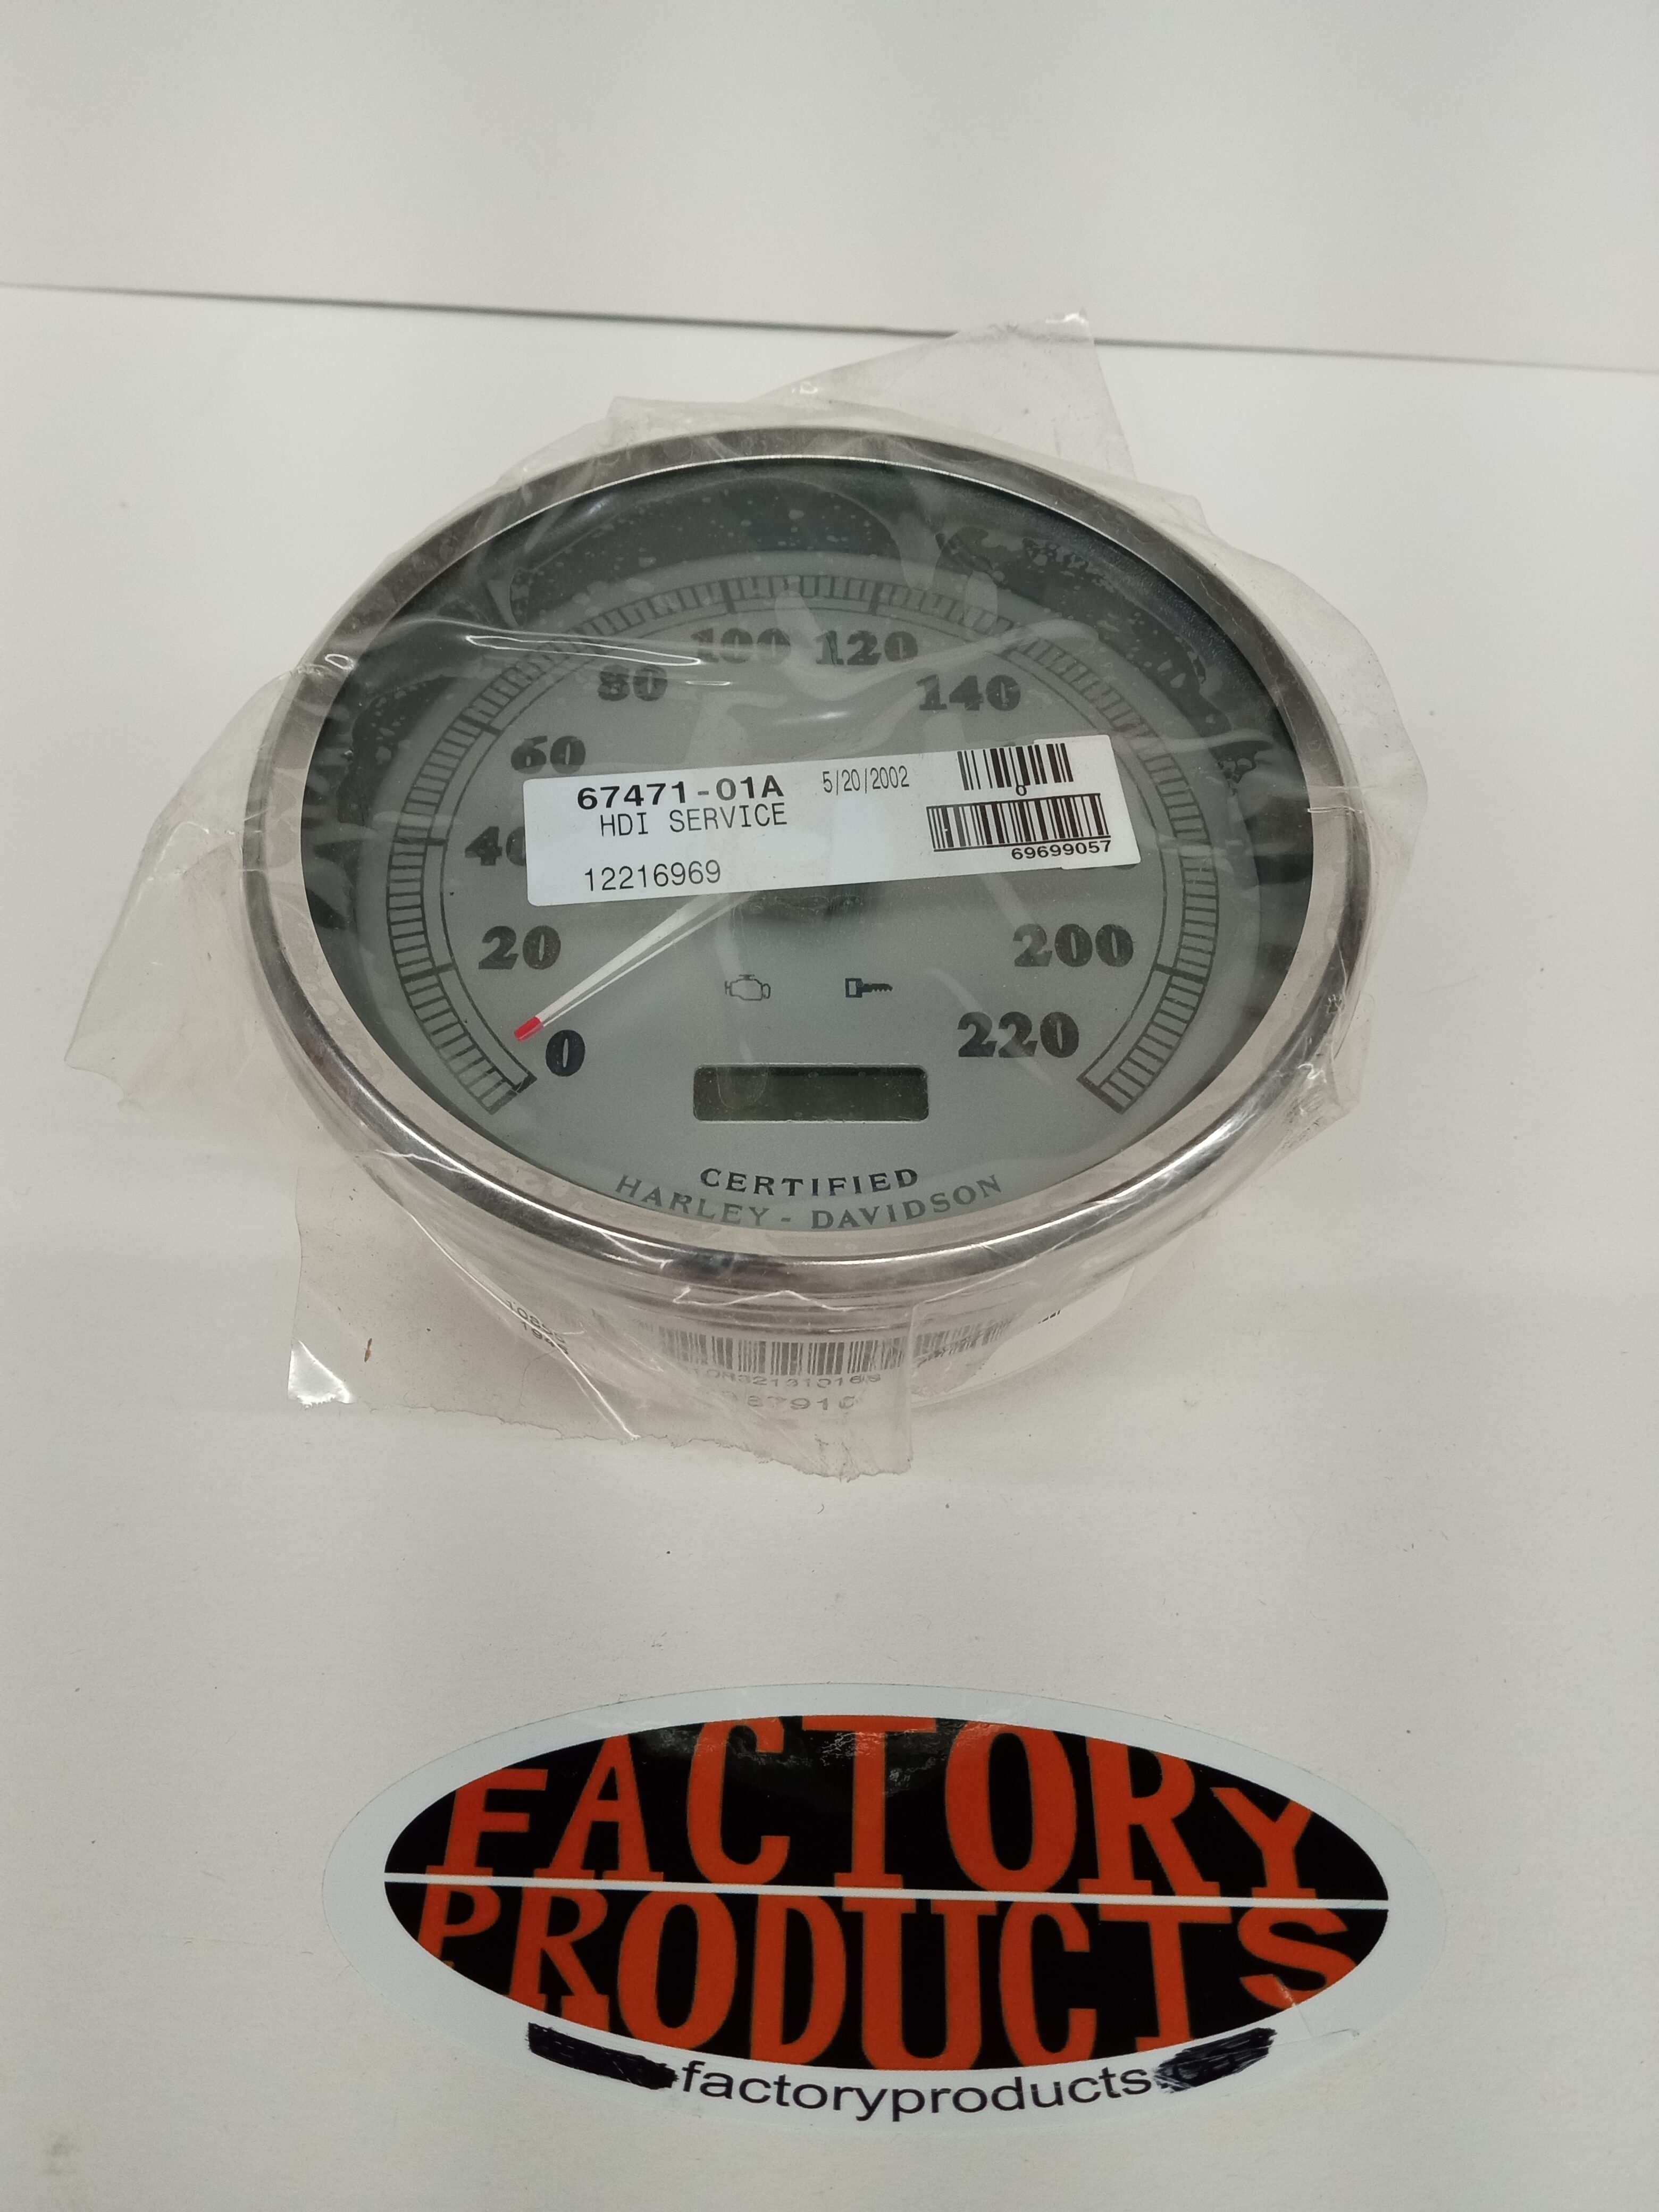 100 120
80 140
60
67471-01A 5/20/2002
HDI SERVICE
12216969
69699057
20 200
0 220
CERTIFIED
HARLEY - DAVIDSON
FACTORY
PRODUCTS
factoryproducts